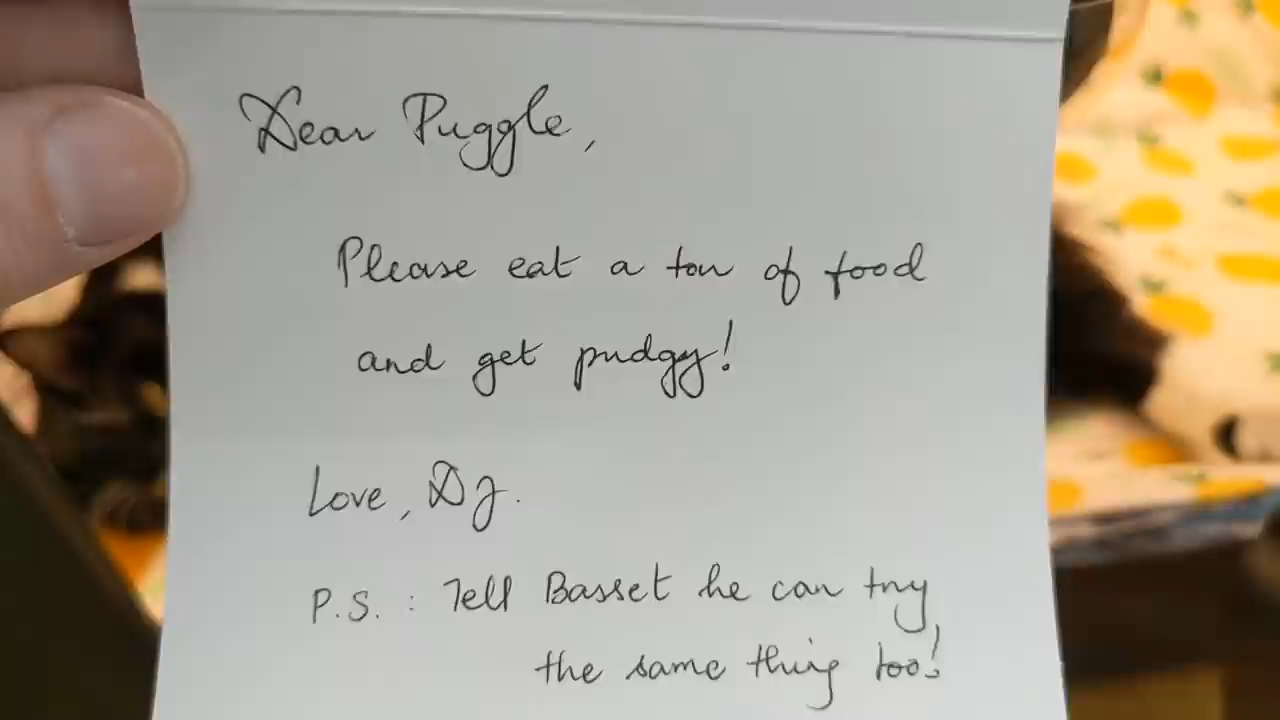 Dear Puggle,
Please eat a ton of food
and get pudgy!
Love, DJ.
P.S. : Tell Basset he can try
the same thing too!